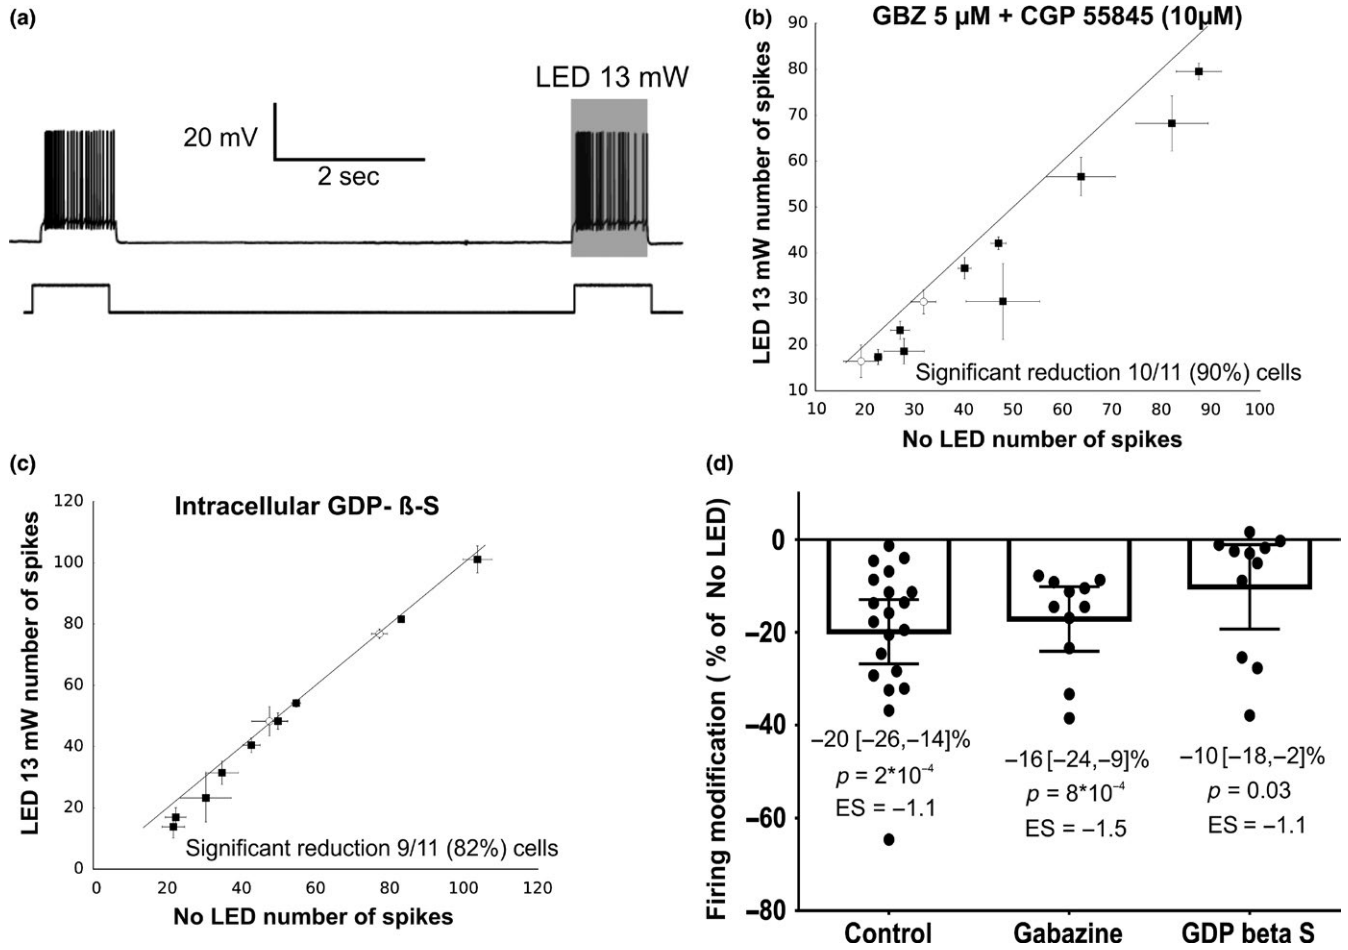 (a)
LED 13 mW
20 mV
2 sec
(b)
GBZ 5 µM + CGP 55845 (10µM)
LED 13 mW number of spikes
90
80
70
60
50
40
30
20
10
Significant reduction 10/11 (90%) cells
10 20 30 40 50 60 70 80 90 100
No LED number of spikes
(c)
Intracellular GDP- ß-S
LED 13 mW number of spikes
120
100
80
60
40
20
0
Significant reduction 9/11 (82%) cells
0 20 40 60 80 100 120
No LED number of spikes
(d)
Firing modification ( % of No LED)
0
−20
−40
−60
−80
−20 [−26,−14]%
p = 2*10⁻⁴
ES = −1.1
−16 [−24,−9]%
p = 8*10⁻⁴
ES = −1.5
−10 [−18,−2]%
p = 0.03
ES = −1.1
Control Gabazine GDP beta S